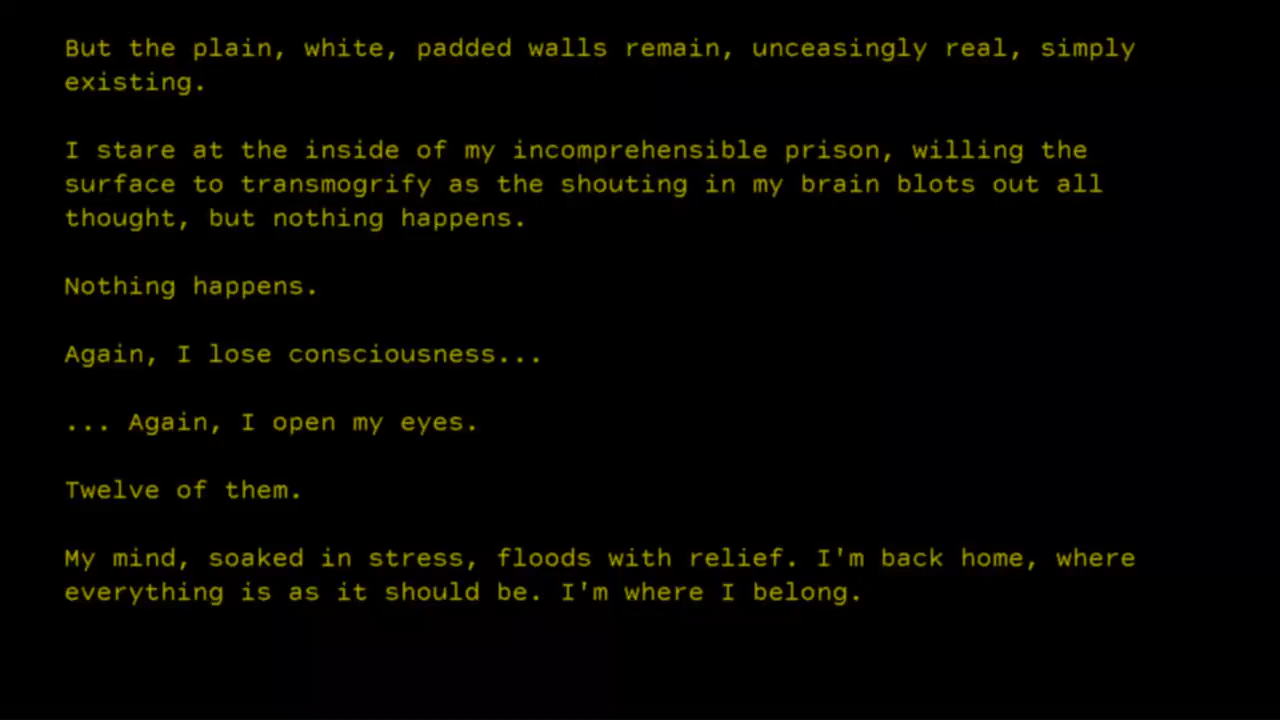 But the plain, white, padded walls remain, unceasingly real, simply
existing.
I stare at the inside of my incomprehensible prison, willing the
surface to transmogrify as the shouting in my brain blots out all
thought, but nothing happens.
Nothing happens.
Again, I lose consciousness...
... Again, I open my eyes.
Twelve of them.
My mind, soaked in stress, floods with relief. I'm back home, where
everything is as it should be. I'm where I belong.